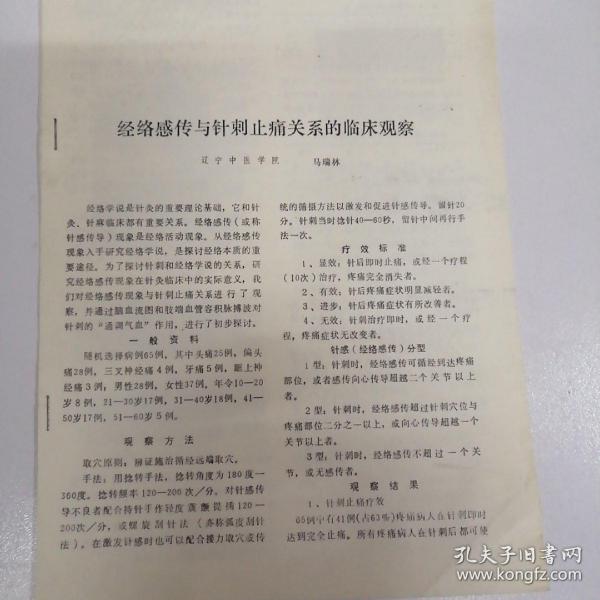 经络感传与针刺止痛关系的临床观察
辽宁中医学院 马瑞林
经络学说是针灸的重要理论基础，它和针
灸、针麻临床都有重要关系。经络感传（或称
针感传导）现象是经络活动现象。从经络感传
现象入手研究经络学说，是探讨经络本质的重
要途径。为了探讨针刺和经络学说的关系，研
究经络感传现象在针灸临床中的实际意义，我
们对经络感传现象与针刺止痛关系进行了观
察，并通过脑血流图和肢端血管容积脉搏波对
针刺的“通调气血”作用，进行了初步探讨。
一般资料
随机选择病例65例，其中头痛25例，偏头
痛28例，三叉神经痛4例，牙痛5例，眶上神
经痛3例；男性28例，女性37例，年令10—20
岁8例，21—30岁17例，31—40岁18例，41—
50岁17例，51—60岁5例。
观察方法
取穴原则：辨证施治循经远端取穴。
手法：用捻转手法，捻转角度为180度—
360度。捻转频率120—200次／分，对针感传
导不良者配合持针手作轻度震颤提插120—
200次／分，或螺旋刮针法（亦称弧度刮针
法）。在激发针感时也可以配合接力取穴或传
统的循摄方法以激发和促进针感传导。留针20
分。针刺当时捻针40—60秒，留针中间再行手
法一次。
疗效标准
1、显效：针后即时止痛，或经一个疗程
（10次）治疗，疼痛完全消失者。
2、有效：针后疼痛症状明显减轻者。
3、进步：针后疼痛症状有所改善者。
4、无效：针刺治疗即时，或经一个疗
程，疼痛症状无改变者。
针感（经络感传）分型
1型：针刺时，经络感传可循经到达疼痛
部位，或者感传向心传导超越二个关节以上
者。
2型：针刺时，经络感传超过针刺穴位与
疼痛部位二分之一以上，或向心传导超越一个
关节以上者。
3型：针刺时，经络感传不超过一个关
节，或无感传者。
观察结果
1、针刺止痛疗效
65例中有41例（占63%）疼痛病人在针刺即时
达到完全止痛。所有疼痛病人在针刺后都可使
孔夫子旧书网
www.kongfz.com